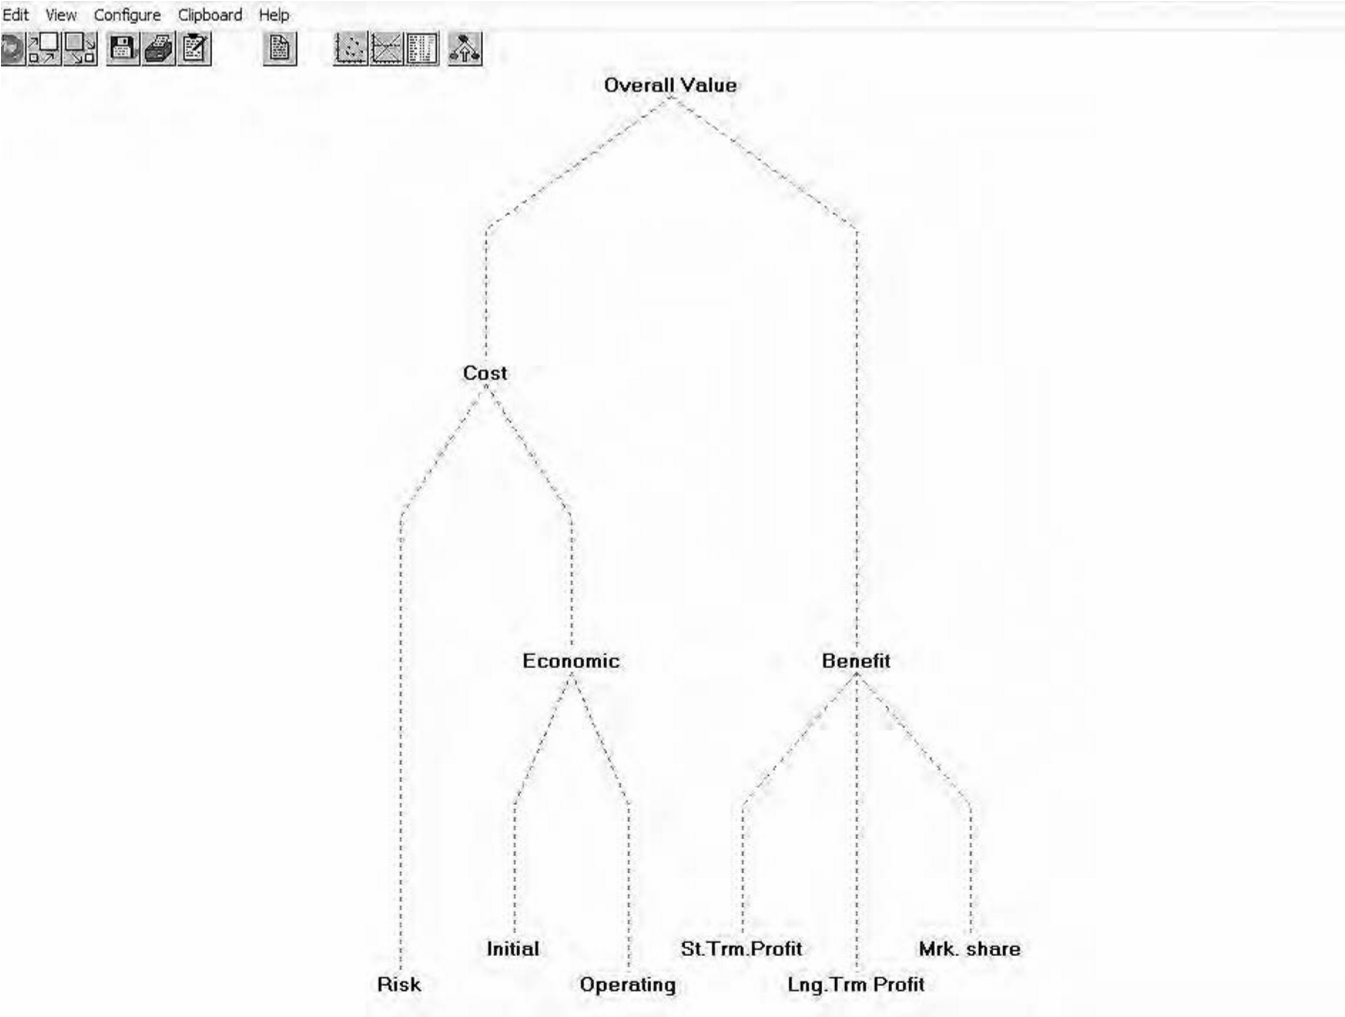 Edit View Configure Clipboard Help
Overall Value
Cost
Economic Benefit
Initial St.Trm.Profit Mrk. share
Risk Operating Lng.Trm Profit